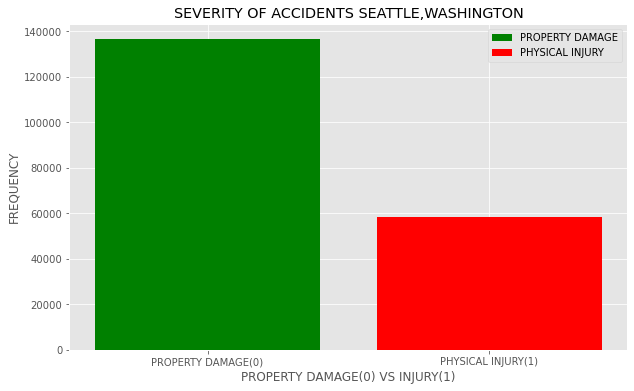 SEVERITY OF ACCIDENTS SEATTLE,WASHINGTON
PROPERTY DAMAGE
PHYSICAL INJURY
FREQUENCY
140000
120000
100000
80000
60000
40000
20000
0
PROPERTY DAMAGE(0)
PHYSICAL INJURY(1)
PROPERTY DAMAGE(0) VS INJURY(1)